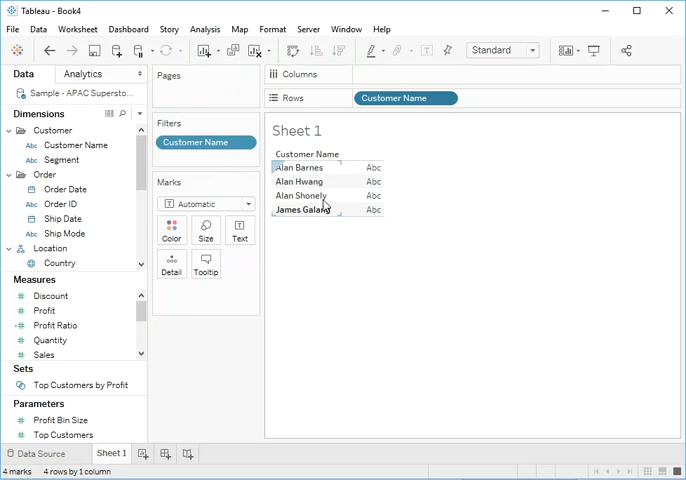 Tableau - Book4
File Data Worksheet Dashboard Story Analysis Map Format Server Window Help
Standard
Data Analytics
Sample - APAC Supersto...
Dimensions
Customer
Abc Customer Name
Abc Segment
Order
Order Date
Abc Order ID
Ship Date
Abc Ship Mode
Location
Country
Measures
Discount
Profit
Profit Ratio
Quantity
Sales
Sets
Top Customers by Profit
Parameters
Profit Bin Size
Top Customers
Pages
Filters
Customer Name
Marks
Automatic
Color Size Text
Detail Tooltip
Columns
Rows Customer Name
Sheet 1
Customer Name
Alan Barnes Abc
Alan Hwang Abc
Alan Shonely Abc
James Galang Abc
Data Source Sheet 1
4 marks 4 rows by 1 column